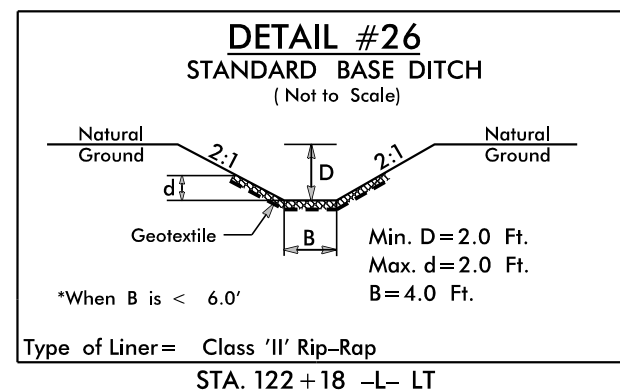 DETAIL #26
STANDARD BASE DITCH
( Not to Scale)
Natural
Ground
2:1
D
2:1
Natural
Ground
d
Geotextile
B
Min. D=2.0 Ft.
Max. d=2.0 Ft.
B=4.0 Ft.
*When B is < 6.0'
Type of Liner= Class 'II' Rip-Rap
STA. 122+18 -L- LT